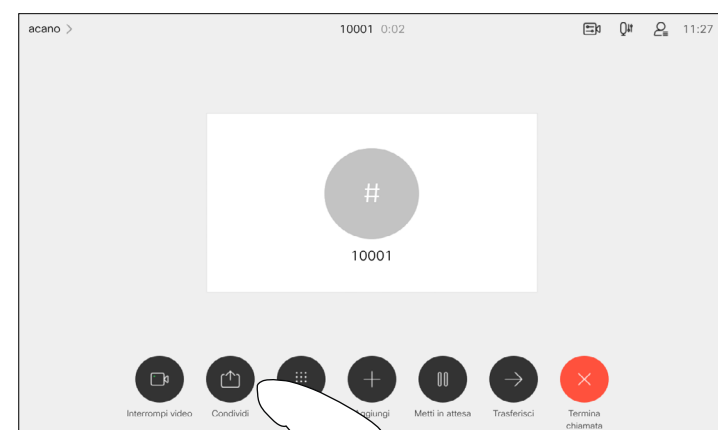 acano >
10001 0:02
11:27
#
10001
Interrompi video
Condividi
Metti in attesa
Trasferisci
Termina
chiamata